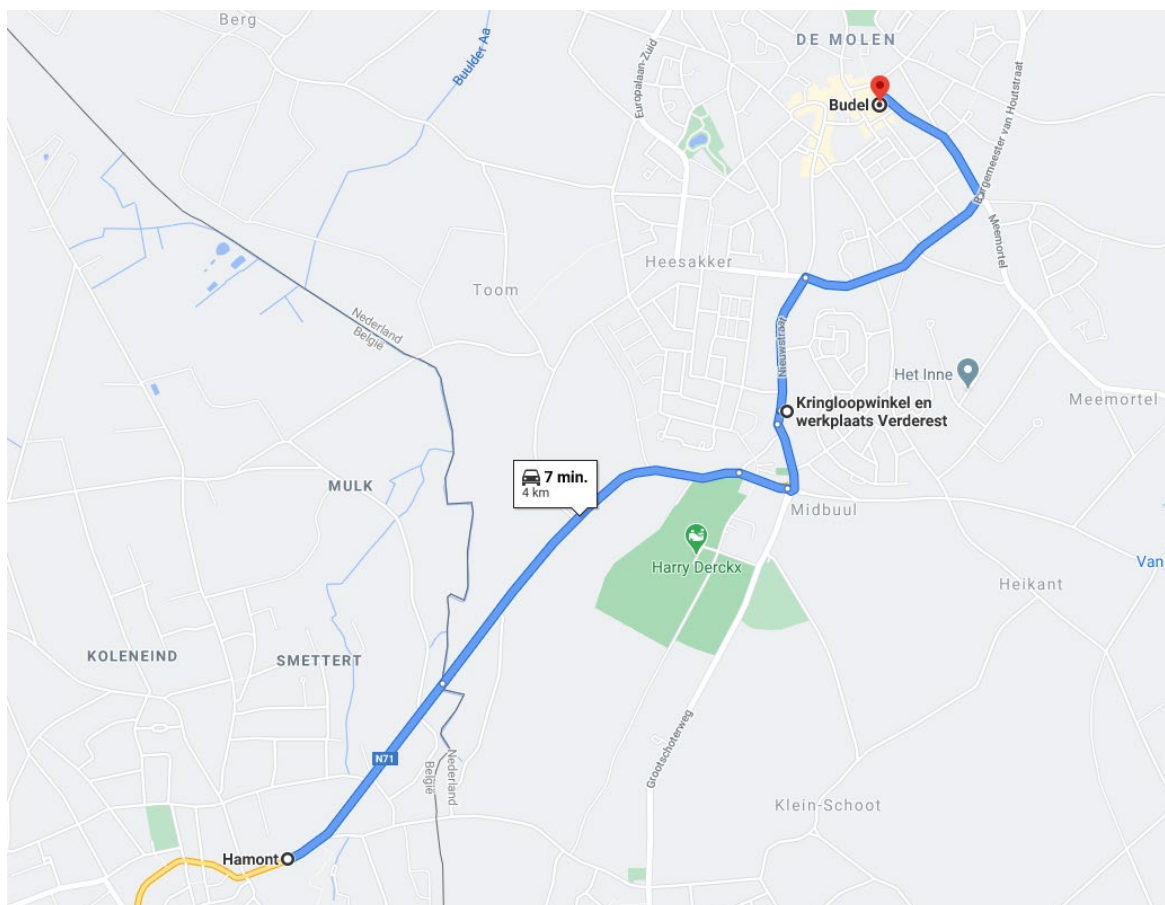 Berg
Buulder Aa
Europalaan-Zuid
DE MOLEN
Budel
Burgemeester van Houtstraat
Meemortel
Heesakker
Toom
Nederland
België
Nieuwstraat
Het Inne
Meemortel
Kringloopwinkel en
werkplaats Verderest
7 min.
4 km
MULK
Midbuul
Harry Derckx
Van
Heikant
KOLENEIND
SMETTERT
N71
Nederland
België
Grootschoterweg
Klein-Schoot
Hamont